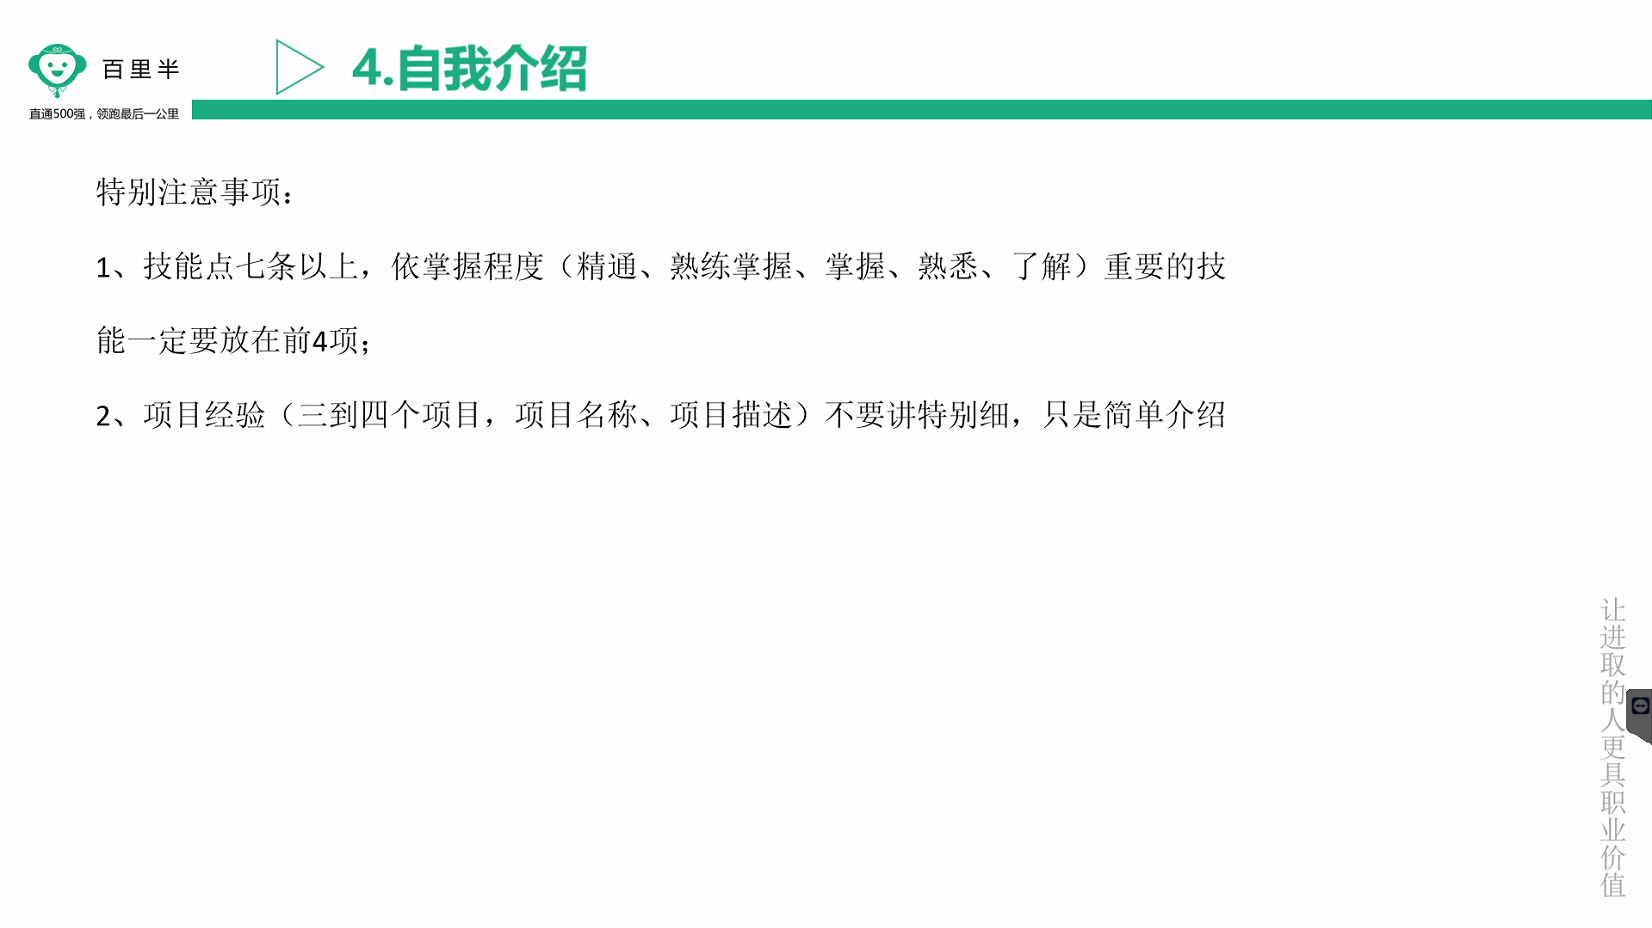 百里半
直通500强，领跑最后一公里
4.自我介绍
特别注意事项：
1、技能点七条以上，依掌握程度（精通、熟练掌握、掌握、熟悉、了解）重要的技
能一定要放在前4项；
2、项目经验（三到四个项目，项目名称、项目描述）不要讲特别细，只是简单介绍
让进取的人更具职业价值